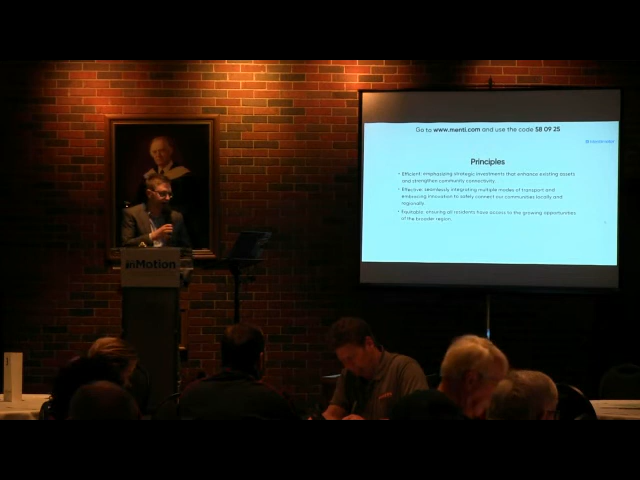 Go to www.menti.com and use the code 58 09 25
Principles
• Efficient: emphasizing strategic investments that enhance existing assets
and strengthen community connectivity.
• Effective: seamlessly integrating multiple modes of transport and
embracing innovation to safely connect our communities locally and
regionally.
• Equitable: ensuring all residents have access to the growing opportunities
of the broader region.
inMotion